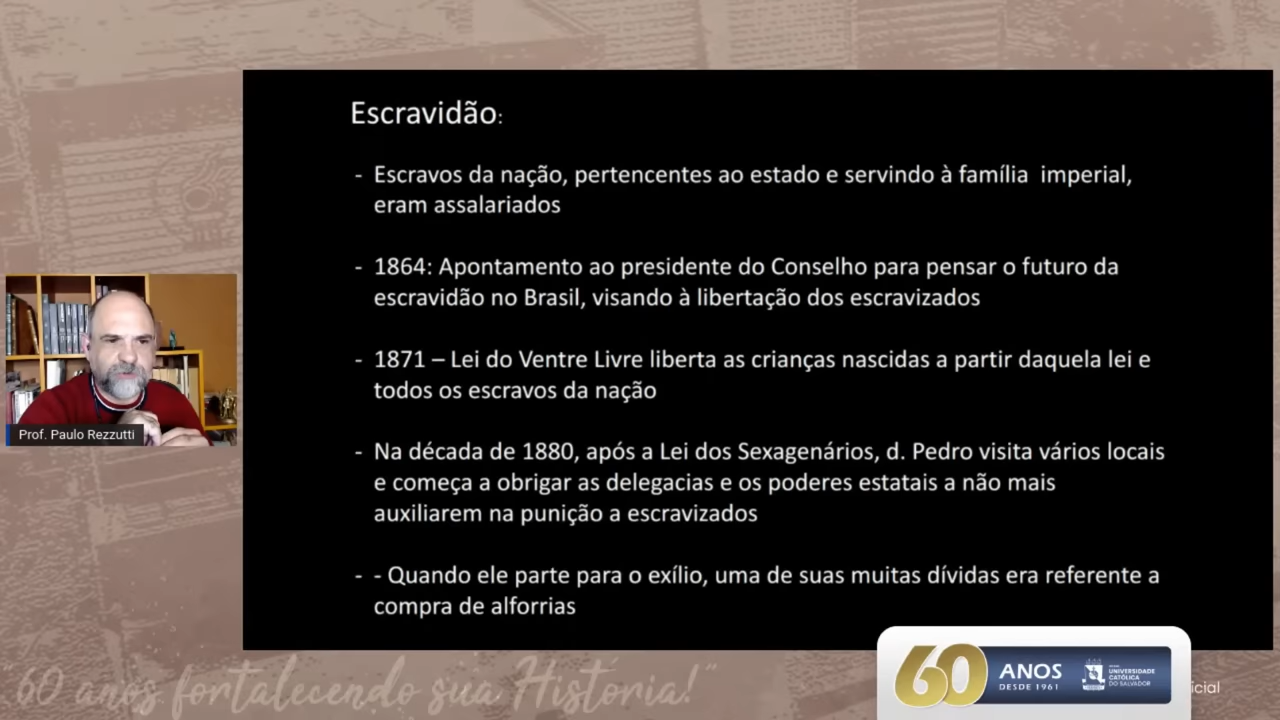 Escravidão:
- Escravos da nação, pertencentes ao estado e servindo à família imperial,
eram assalariados
- 1864: Apontamento ao presidente do Conselho para pensar o futuro da
escravidão no Brasil, visando à libertação dos escravizados
- 1871 – Lei do Ventre Livre liberta as crianças nascidas a partir daquela lei e
todos os escravos da nação
- Na década de 1880, após a Lei dos Sexagenários, d. Pedro visita vários locais
e começa a obrigar as delegacias e os poderes estatais a não mais
auxiliarem na punição a escravizados
- - Quando ele parte para o exílio, uma de suas muitas dívidas era referente a
compra de alforrias
Prof. Paulo Rezzutti
"60 anos fortalecendo sua História!"
60 ANOS
DESDE 1961
UNIVERSIDADE
CATÓLICA
DO SALVADOR
icial